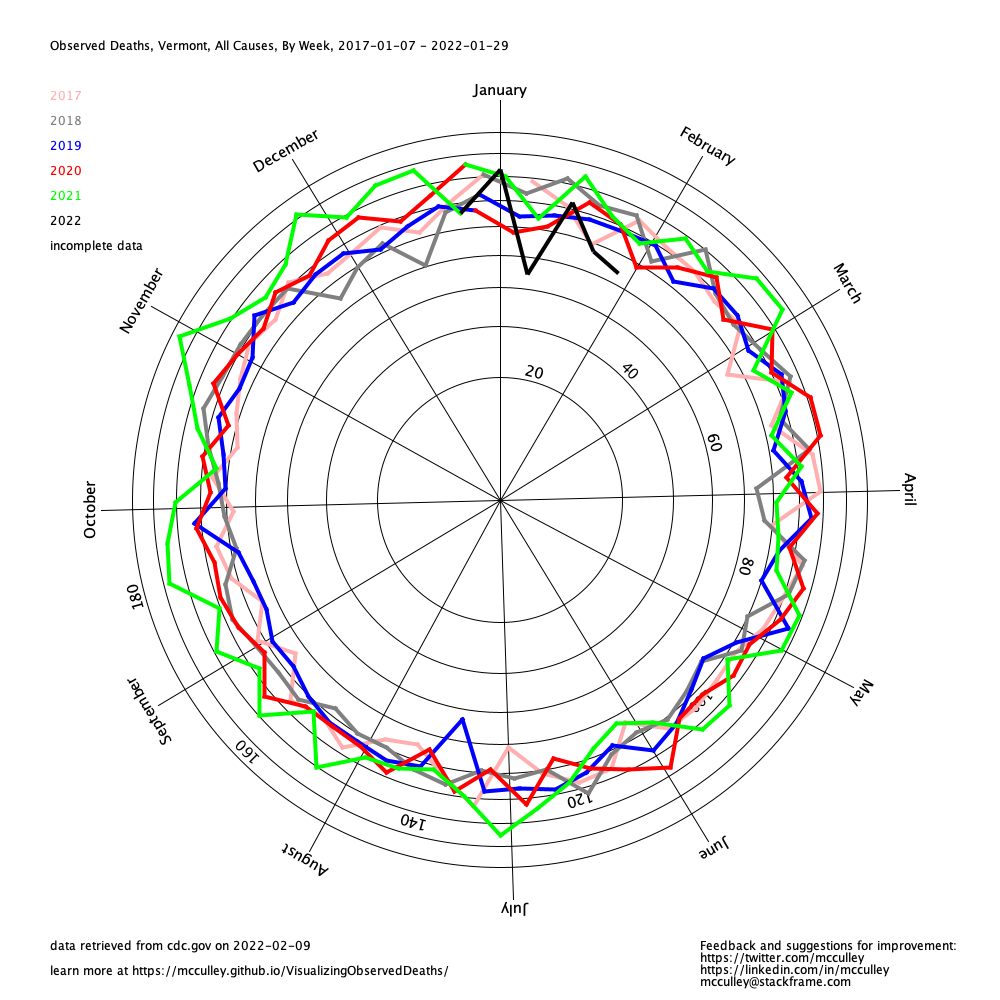 Observed Deaths, Vermont, All Causes, By Week, 2017-01-07 - 2022-01-29
2017
2018
2019
2020
2021
2022
incomplete data
January
February
March
April
May
June
July
August
September
October
November
December
20
40
60
80
120
140
160
180
data retrieved from cdc.gov on 2022-02-09
learn more at https://mcculley.github.io/VisualizingObservedDeaths/
Feedback and suggestions for improvement:
https://twitter.com/mcculley
https://linkedin.com/in/mcculley
mcculley@stackframe.com